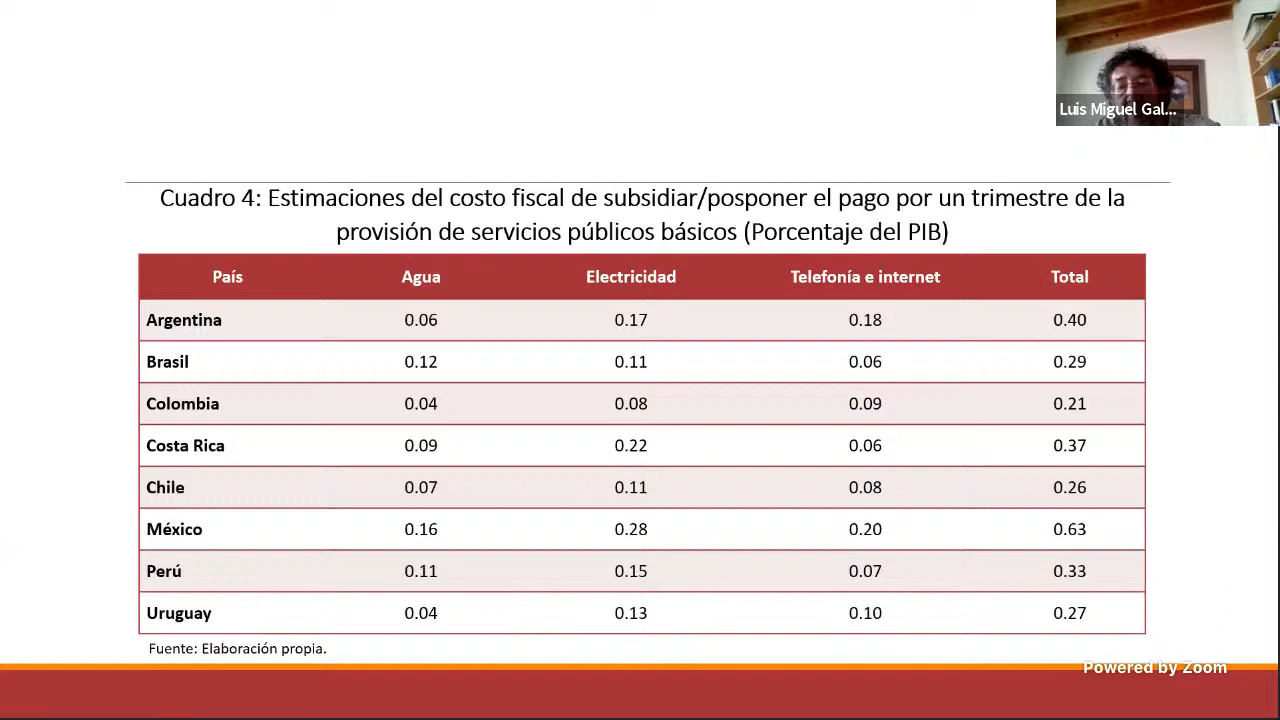 Luis Miguel Gal...
Cuadro 4: Estimaciones del costo fiscal de subsidiar/posponer el pago por un trimestre de la
provisión de servicios públicos básicos (Porcentaje del PIB)
País Agua Electricidad Telefonía e internet Total
Argentina 0.06 0.17 0.18 0.40
Brasil 0.12 0.11 0.06 0.29
Colombia 0.04 0.08 0.09 0.21
Costa Rica 0.09 0.22 0.06 0.37
Chile 0.07 0.11 0.08 0.26
México 0.16 0.28 0.20 0.63
Perú 0.11 0.15 0.07 0.33
Uruguay 0.04 0.13 0.10 0.27
Fuente: Elaboración propia.
Powered by Zoom